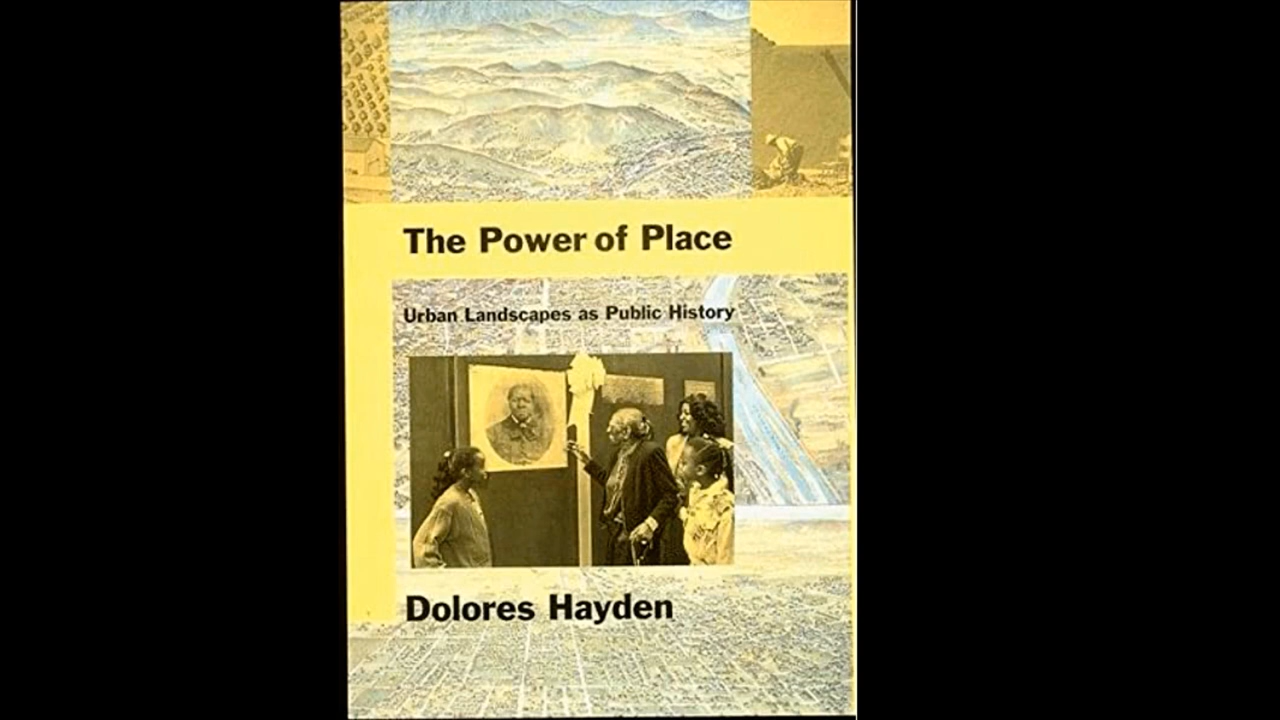 The Power of Place
Urban Landscapes as Public History
Dolores Hayden